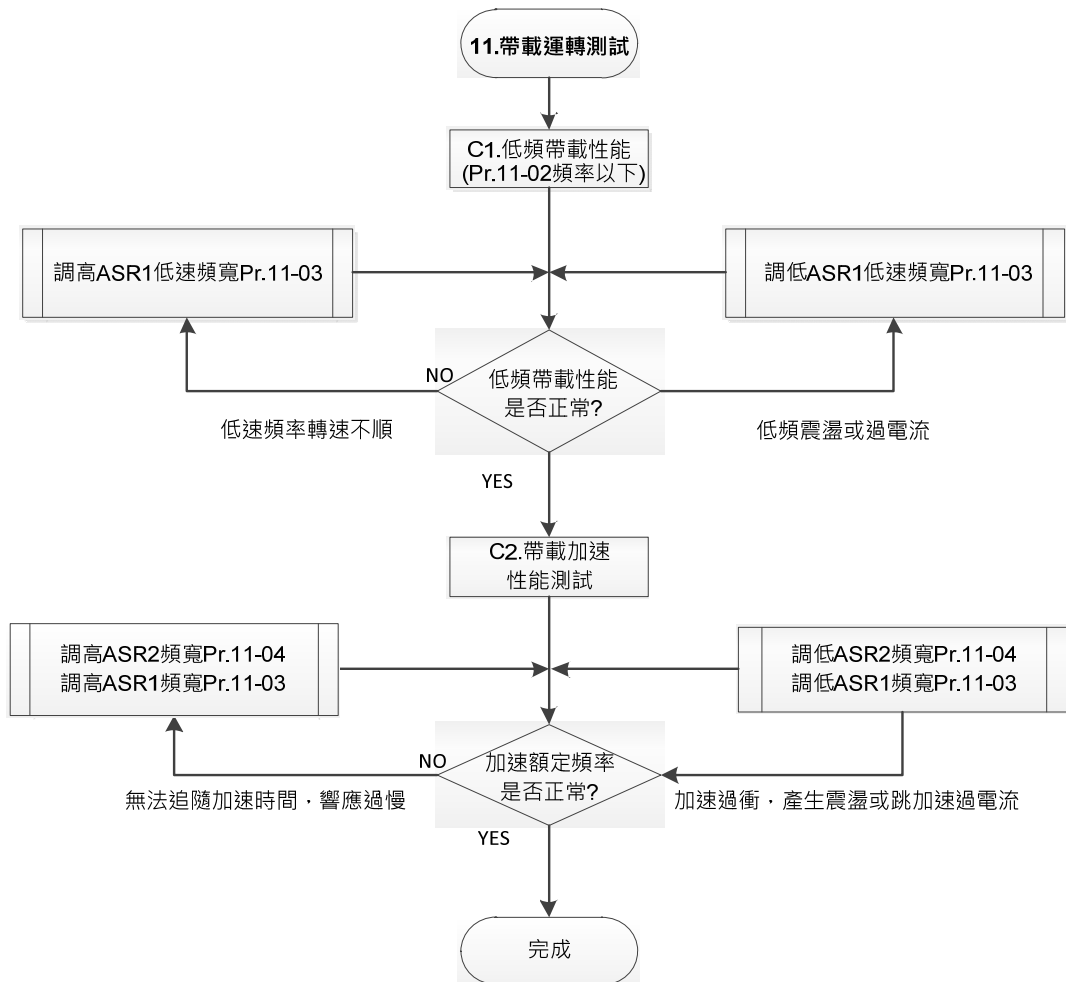 11.帶載運轉測試
C1.低頻帶載性能
(Pr.11-02頻率以下)
調高ASR1低速頻寬Pr.11-03
調低ASR1低速頻寬Pr.11-03
NO
低頻帶載性能
是否正常?
低速頻率轉速不順
低頻震盪或過電流
YES
C2.帶載加速
性能測試
調高ASR2頻寬Pr.11-04
調高ASR1頻寬Pr.11-03
調低ASR2頻寬Pr.11-04
調低ASR1頻寬Pr.11-03
NO
加速額定頻率
是否正常?
無法追隨加速時間，響應過慢
加速過衝，產生震盪或跳加速過電流
YES
完成